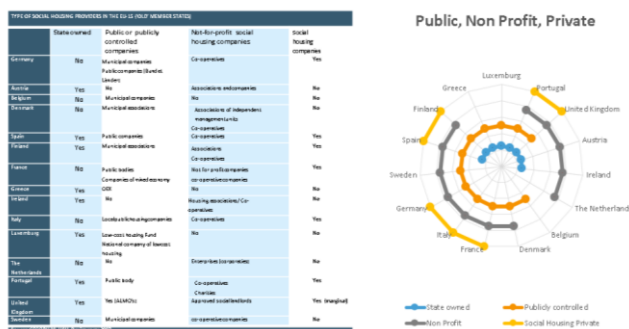 TYPE OF SOCIAL HOUSING PROVIDERS IN THE EU-15 (OUT MEMBER STATES)
State owned
Public or publicly controlled companies
Not-for-profit social housing companies
Social housing companies
Germany
No
Municipal companies
Public companies (Bund et Länder)
Co-operatives
Yes
Austria
Yes
No
Associations and companies
No
Belgium
No
Municipal companies
No
No
Denmark
No
Municipal associations
Associations of independent management units
Co-operatives
No
Spain
Yes
Public companies
Co-operatives
Yes
Finland
Yes
Municipal associations
Associations
Co-operatives
Yes
France
No
Public bodies
Companies of mixed economy
Not for profit companies
co-operative companies
Yes
Greece
Yes
No
No
Ireland
Yes
No
Housing associations/ Co-operatives
No
Italy
No
Local public housing companies
Co-operatives
Yes
Luxemburg
Yes
Low-cost housing Fund
National company of low cost housing
No
No
The Netherlands
No
No
Enterprises (corporaties)
No
Portugal
Yes
Public body
Co-operatives
Charities
Yes
United Kingdom
Yes
Yes (ALMO's)
Approved social landlords
Yes (marginal)
Sweden
No
Municipal companies
co-operative companies
No
Public, Non Profit, Private
Luxemburg
Portugal
United Kingdom
Austria
Ireland
The Netherland
Belgium
Denmark
France
Italy
Germany
Sweden
Spain
Finland
Greece
State owned
Publicly controlled
Non Profit
Social Housing Private